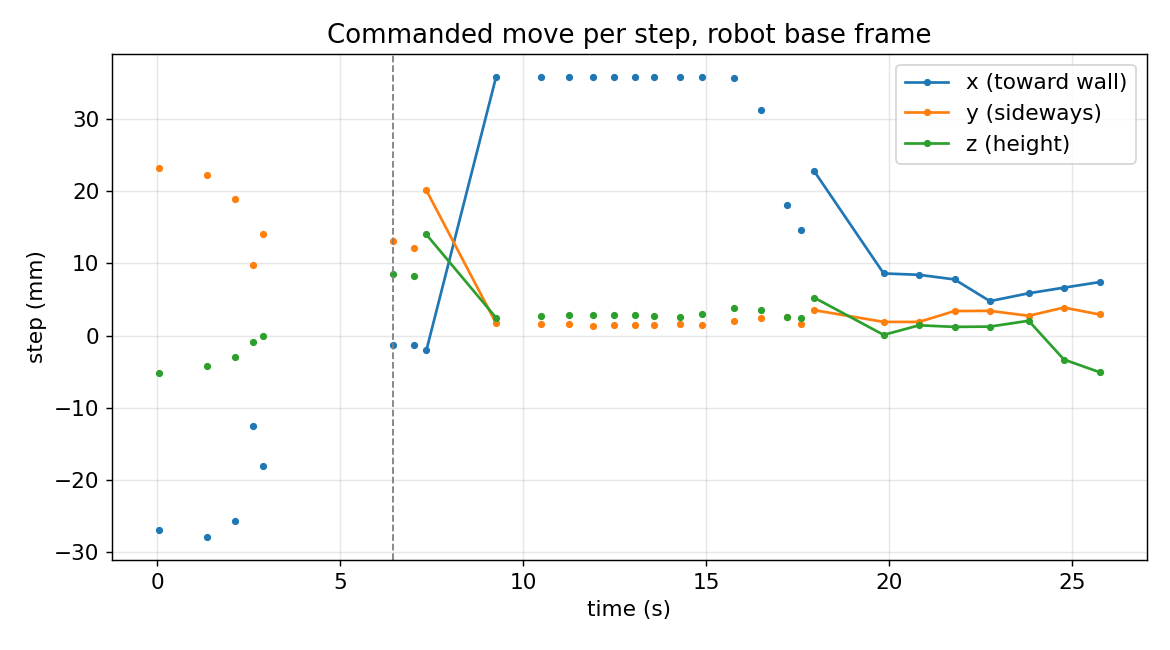 Commanded move per step, robot base frame
x (toward wall)
y (sideways)
z (height)
step (mm)
30
20
10
0
−10
−20
−30
0 5 10 15 20 25
time (s)